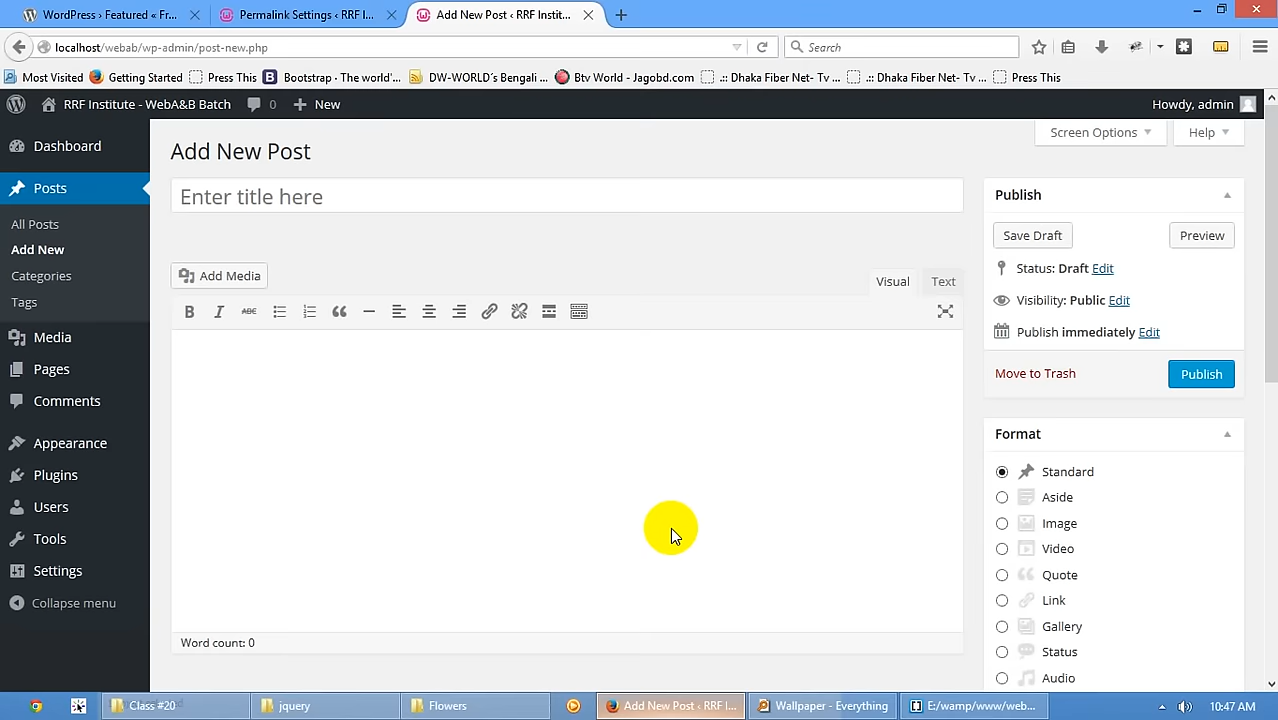 WordPress › Featured « Fr...
Permalink Settings ‹ RRF I...
Add New Post ‹ RRF Instit...
localhost/webab/wp-admin/post-new.php
Search
Most Visited
Getting Started
Press This
Bootstrap · The world'...
DW-WORLD's Bengali ...
Btv World - Jagobd.com
.:: Dhaka Fiber Net- Tv ...
.:: Dhaka Fiber Net- Tv ...
Press This
RRF Institute - WebA&B Batch
0
New
Howdy, admin
Dashboard
Posts
All Posts
Add New
Categories
Tags
Media
Pages
Comments
Appearance
Plugins
Users
Tools
Settings
Collapse menu
Screen Options
Help
Add New Post
Enter title here
Add Media
Visual
Text
B I ABC
Word count: 0
Publish
Save Draft
Preview
Status: Draft Edit
Visibility: Public Edit
Publish immediately Edit
Move to Trash
Publish
Format
Standard
Aside
Image
Video
Quote
Link
Gallery
Status
Audio
Class #20
jquery
Flowers
Add New Post ‹ RRF I...
Wallpaper - Everything
E:/wamp/www/web...
10:47 AM